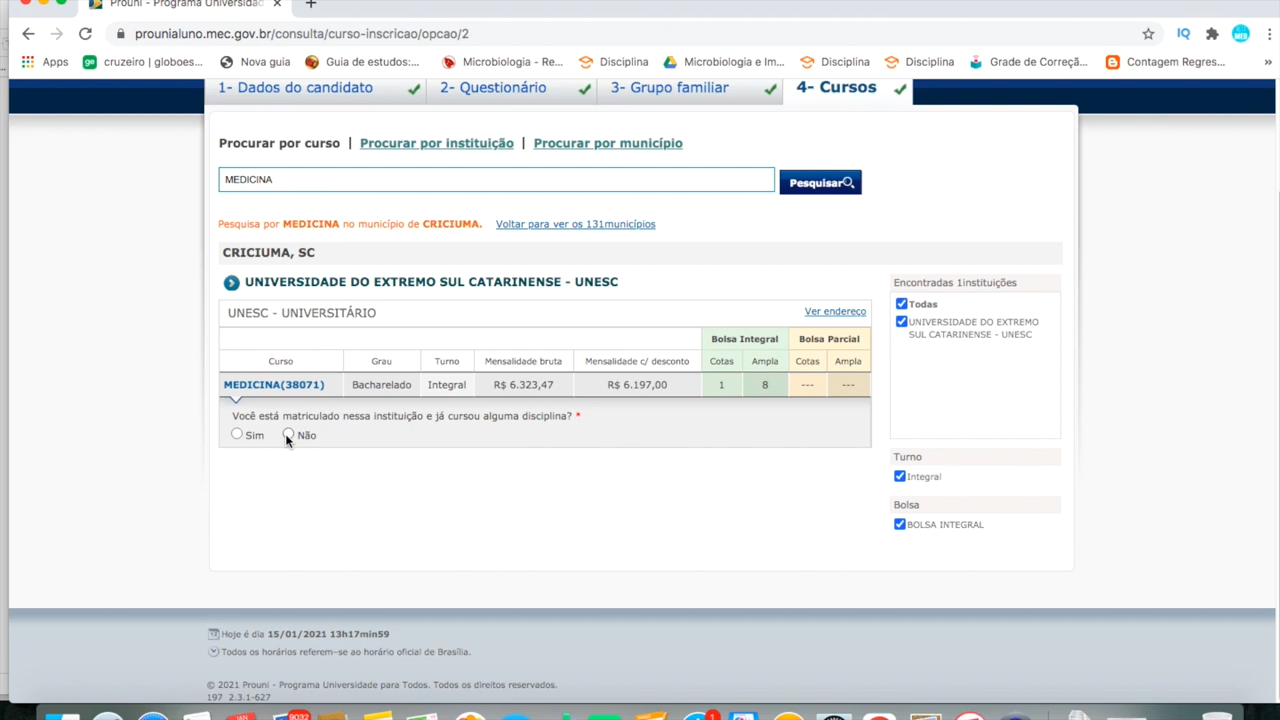 Prouni - Programa Universidad
prounialuno.mec.gov.br/consulta/curso-inscricao/opcao/2
IQ
Apps
cruzeiro | globoes...
Nova guia
Guia de estudos:...
Microbiologia - Re...
Disciplina
Microbiologia e Im...
Disciplina
Disciplina
Grade de Correçã...
Contagem Regres...
»
1- Dados do candidato
2- Questionário
3- Grupo familiar
4- Cursos
Procurar por curso | Procurar por instituição | Procurar por município
MEDICINA
Pesquisar
Pesquisa por MEDICINA no município de CRICIUMA. Voltar para ver os 131municípios
CRICIUMA, SC
UNIVERSIDADE DO EXTREMO SUL CATARINENSE - UNESC
UNESC - UNIVERSITÁRIO Ver endereço
Bolsa Integral Bolsa Parcial
Curso Grau Turno Mensalidade bruta Mensalidade c/ desconto Cotas Ampla Cotas Ampla
MEDICINA(38071) Bacharelado Integral R$ 6.323,47 R$ 6.197,00 1 8 --- ---
Você está matriculado nessa instituição e já cursou alguma disciplina? *
Sim Não
Encontradas 1instituições
Todas
UNIVERSIDADE DO EXTREMO
SUL CATARINENSE - UNESC
Turno
Integral
Bolsa
BOLSA INTEGRAL
Hoje é dia 15/01/2021 13h17min59
Todos os horários referem-se ao horário oficial de Brasília.
© 2021 Prouni - Programa Universidade para Todos. Todos os direitos reservados.
197 2.3.1-627
JAN
9032
1